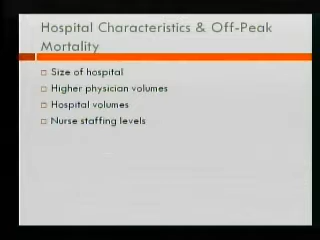 Hospital Characteristics & Off-Peak
Mortality
Size of hospital
Higher physician volumes
Hospital volumes
Nurse staffing levels